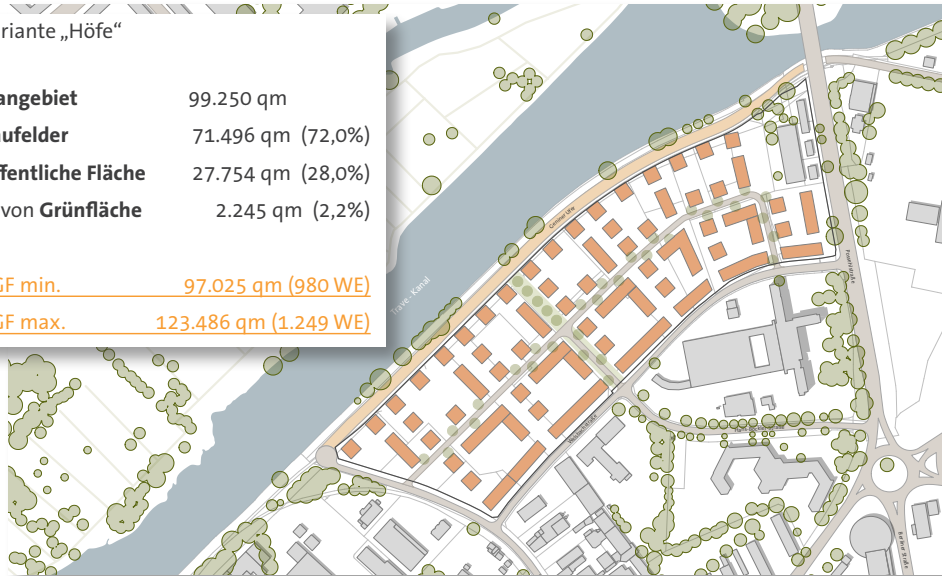 riante „Höfe“
angebiet 99.250 qm
ufelder 71.496 qm (72,0%)
fentliche Fläche 27.754 qm (28,0%)
von Grünfläche 2.245 qm (2,2%)
GF min. 97.025 qm (980 WE)
GF max. 123.486 qm (1.249 WE)
Trave - Kanal